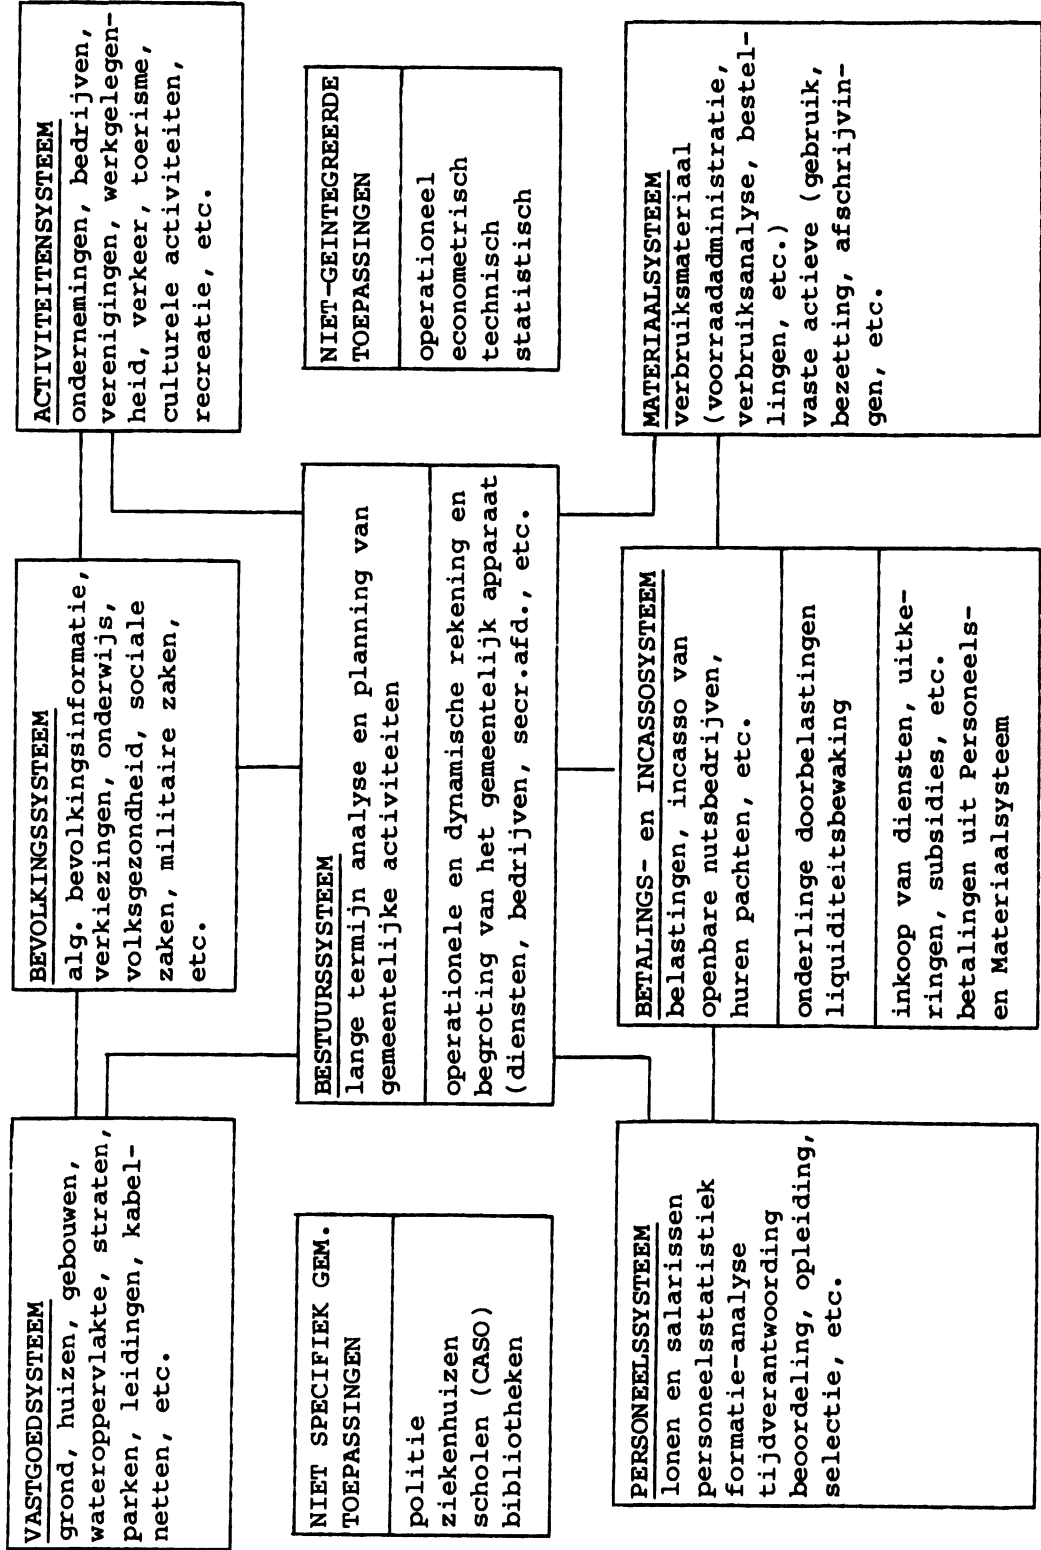 VASTGOEDSYSTEEM
grond, huizen, gebouwen,
wateroppervlakte, straten,
parken, leidingen, kabel-
netten, etc.
BEVOLKINGSSYSTEEM
alg. bevolkingsinformatie,
verkiezingen, onderwijs,
volksgezondheid, sociale
zaken, militaire zaken,
etc.
ACTIVITEITENSYSTEEM
ondernemingen, bedrijven,
verenigingen, werkgelegen-
heid, verkeer, toerisme,
culturele activiteiten,
recreatie, etc.
NIET SPECIFIEK GEM.
TOEPASSINGEN
politie
ziekenhuizen
scholen (CASO)
bibliotheken
BESTUURSSYSTEEM
lange termijn analyse en planning van
gemeentelijke activiteiten
operationele en dynamische rekening en
begroting van het gemeentelijk apparaat
(diensten, bedrijven, secr.afd., etc.
NIET-GEINTEGREERDE
TOEPASSINGEN
operationeel
econometrisch
technisch
statistisch
PERSONEELSSYSTEEM
lonen en salarissen
personeelsstatistiek
formatie-analyse
tijdverantwoording
beoordeling, opleiding,
selectie, etc.
BETALINGS- en INCASSOSYSTEEM
belastingen, incasso van
openbare nutsbedrijven,
huren pachten, etc.
onderlinge doorbelastingen
liquiditeitsbewaking
inkoop van diensten, uitke-
ringen, subsidies, etc.
betalingen uit Personeels-
en Materiaalsysteem
MATERIAALSYSTEEM
verbruiksmateriaal
(voorraadadministratie,
verbruiksanalyse, bestel-
lingen, etc.)
vaste actieve (gebruik,
bezetting, afschrijvin-
gen, etc.